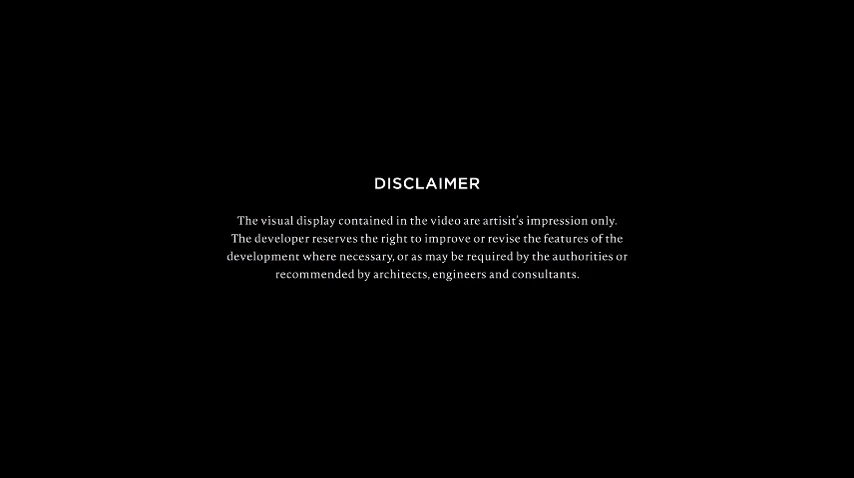 DISCLAIMER
The visual display contained in the video are artisit's impression only.
The developer reserves the right to improve or revise the features of the
development where necessary, or as may be required by the authorities or
recommended by architects, engineers and consultants.